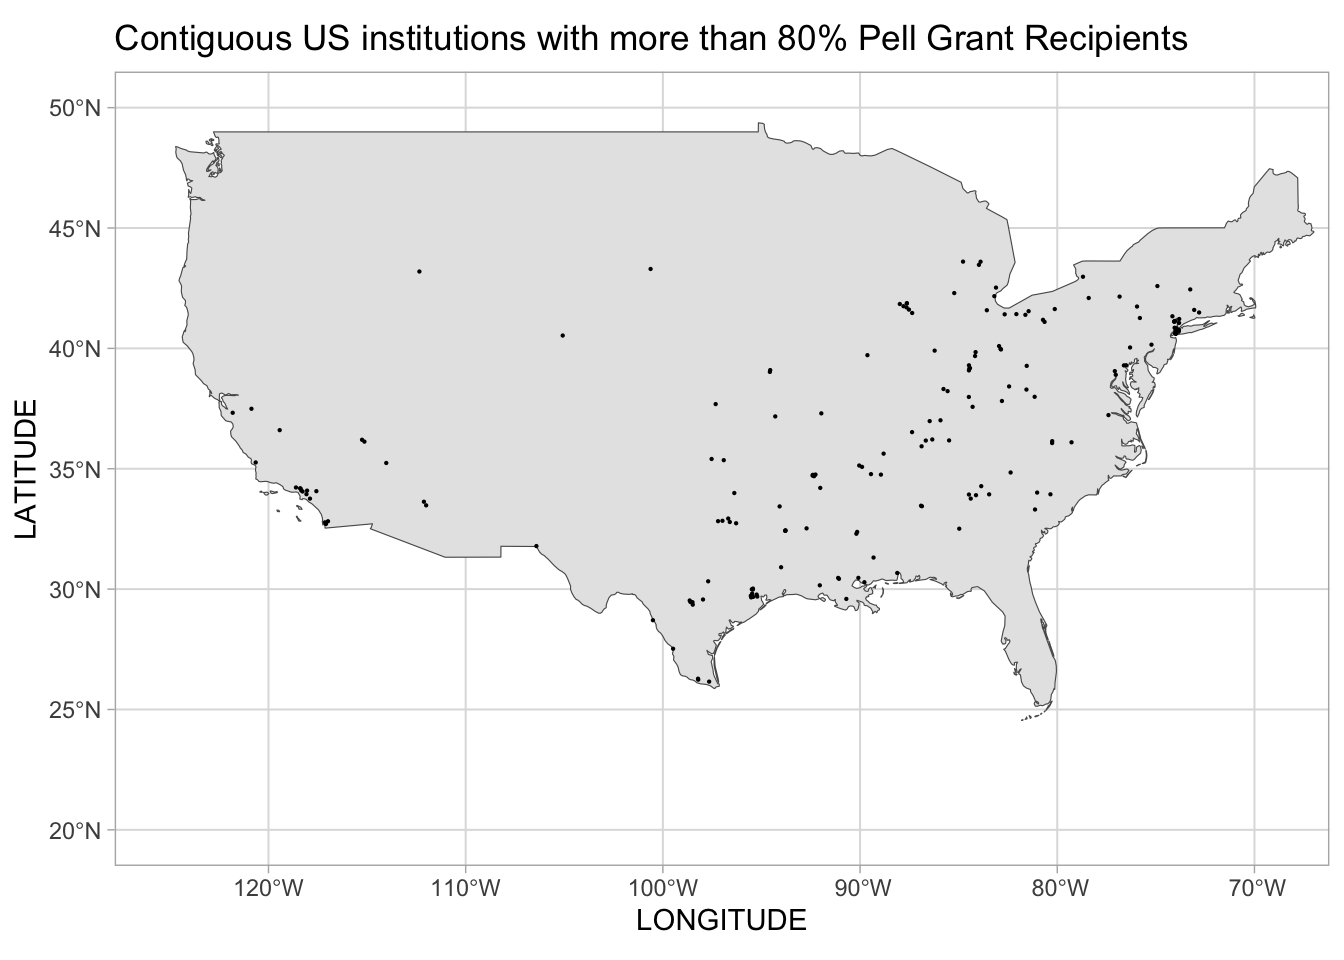 Contiguous US institutions with more than 80% Pell Grant Recipients
50°N
45°N
40°N
35°N
30°N
25°N
20°N
LATITUDE
120°W 110°W 100°W 90°W 80°W 70°W
LONGITUDE